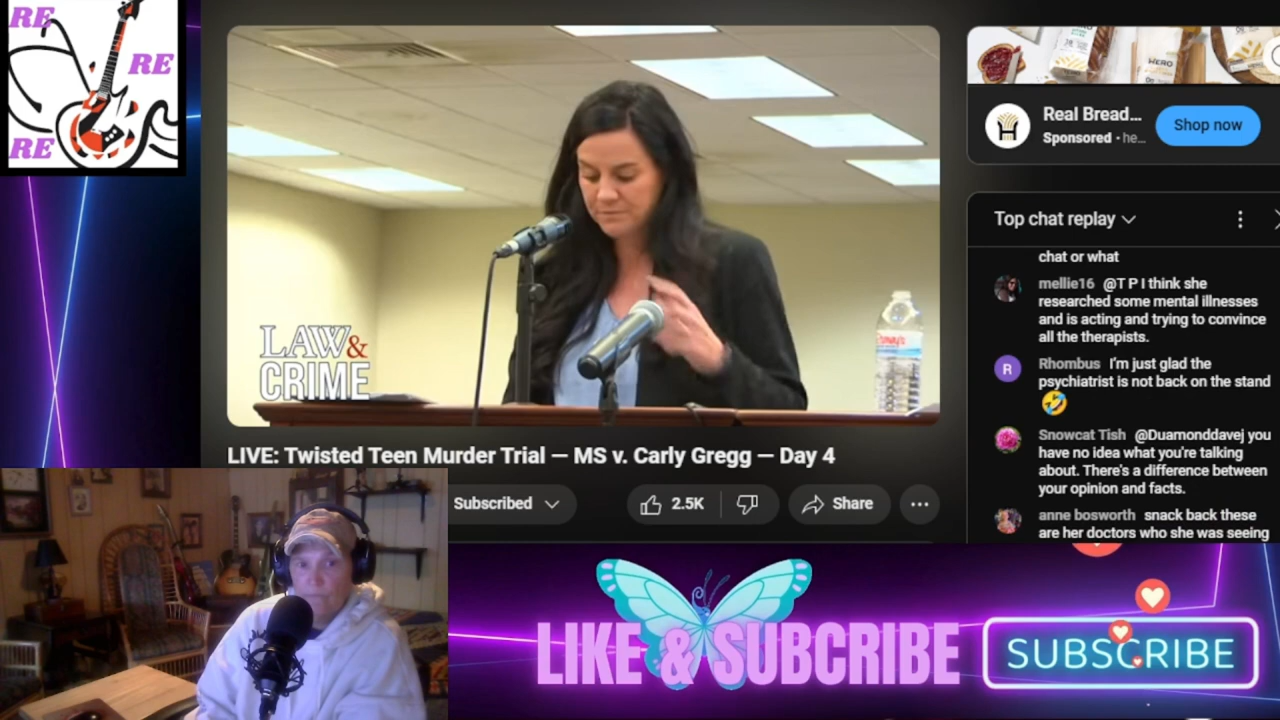 RE
RE
RE
LAW&
CRIME
LIVE: Twisted Teen Murder Trial — MS v. Carly Gregg — Day 4
Subscribed
2.5K
Share
WERO
Real Bread...
Sponsored · he...
Shop now
Top chat replay
chat or what
mellie16 @T P I think she
researched some mental illnesses
and is acting and trying to convince
all the therapists.
R
Rhombus I'm just glad the
psychiatrist is not back on the stand
🤣
Snowcat Tish @Duamonddavej you
have no idea what you're talking
about. There's a difference between
your opinion and facts.
anne bosworth snack back these
are her doctors who she was seeing
LIKE & SUBCRIBE
SUBSCRIBE